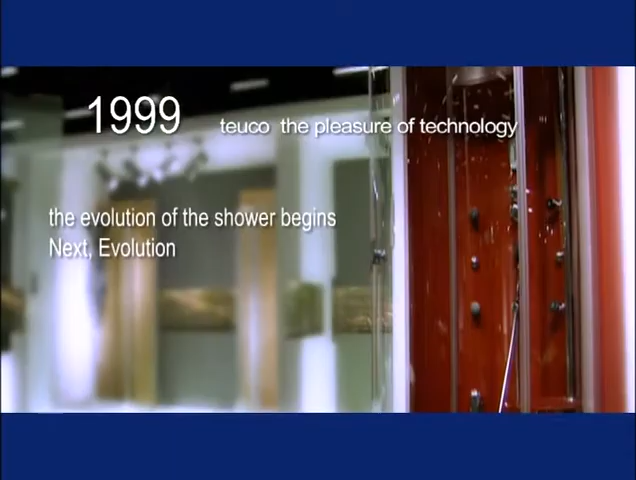 1999 teuco the pleasure of technology
the evolution of the shower begins
Next, Evolution